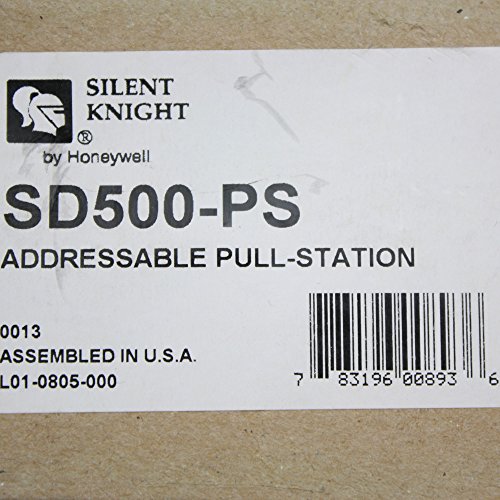 SILENT
KNIGHT
®
by Honeywell
SD500-PS
ADDRESSABLE PULL-STATION
0013
ASSEMBLED IN U.S.A.
L01-0805-000
7 83196 00893 6